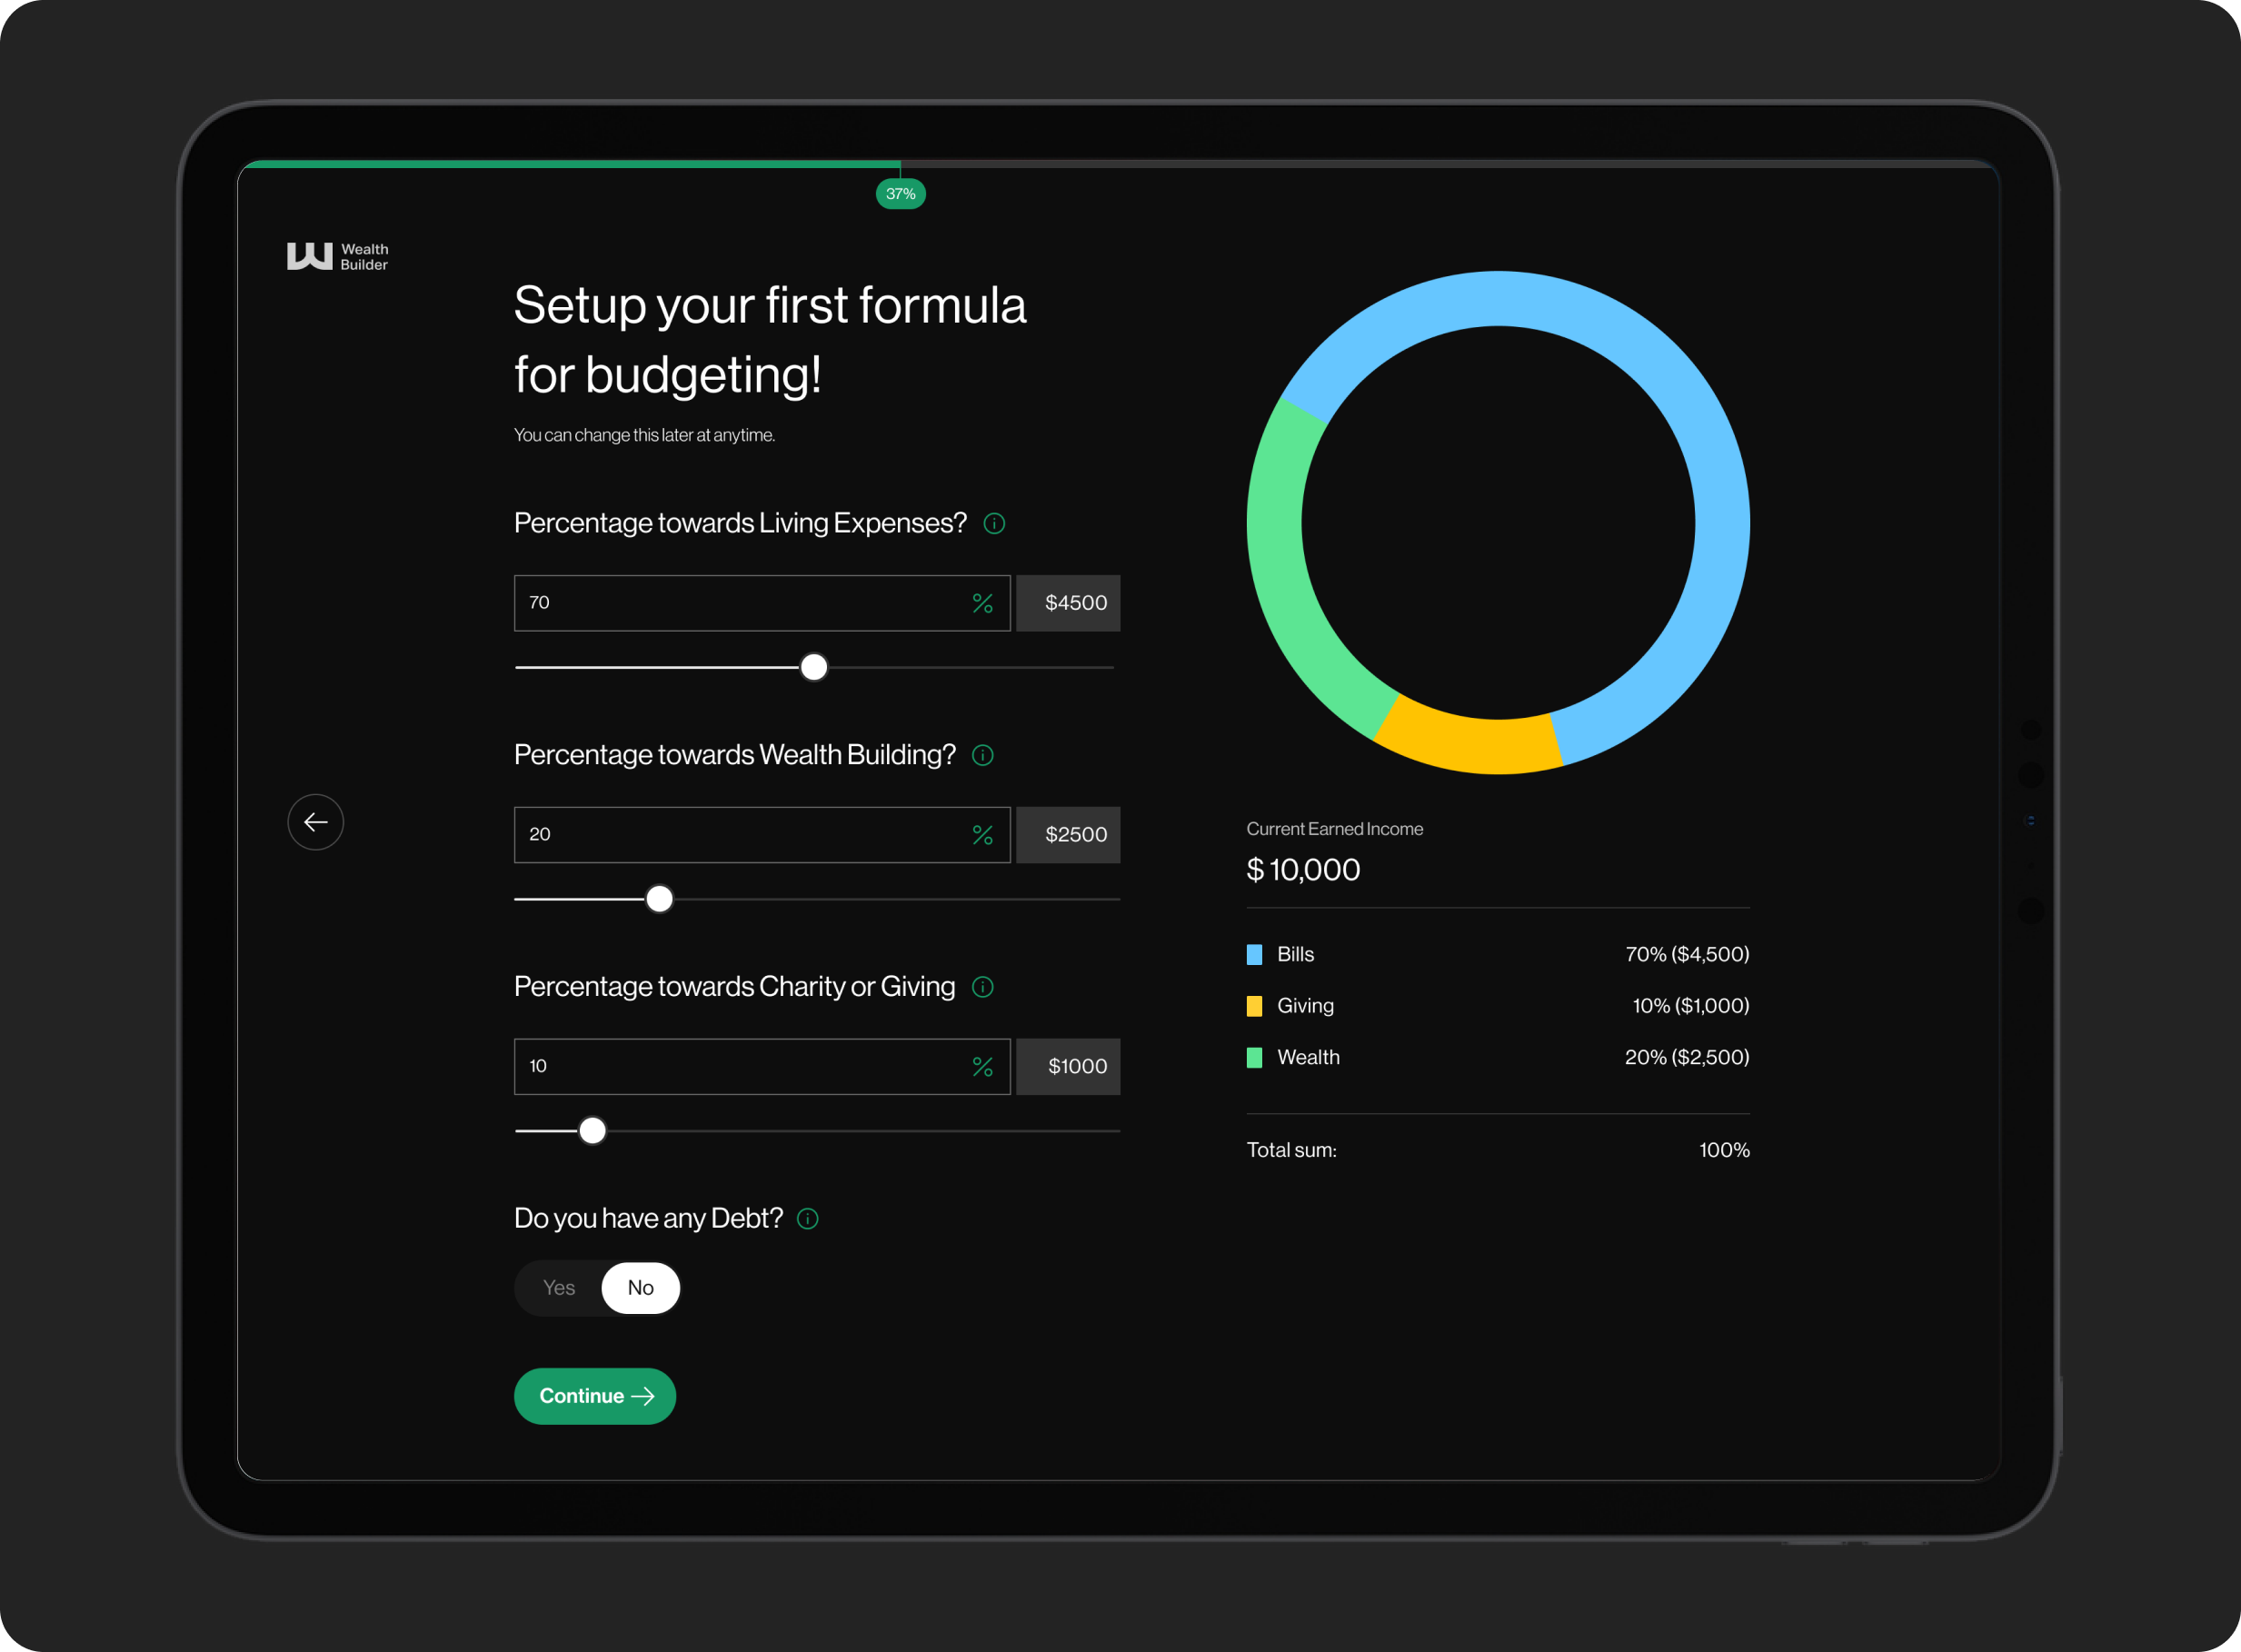 37%
Wealth
Builder
Setup your first formula
for budgeting!
You can change this later at anytime.
Percentage towards Living Expenses?
70 % $4500
Percentage towards Wealth Building?
20 % $2500
Percentage towards Charity or Giving
10 % $1000
Do you have any Debt?
Yes No
Continue
Current Earned Income
$ 10,000
Bills 70% ($4,500)
Giving 10% ($1,000)
Wealth 20% ($2,500)
Total sum: 100%